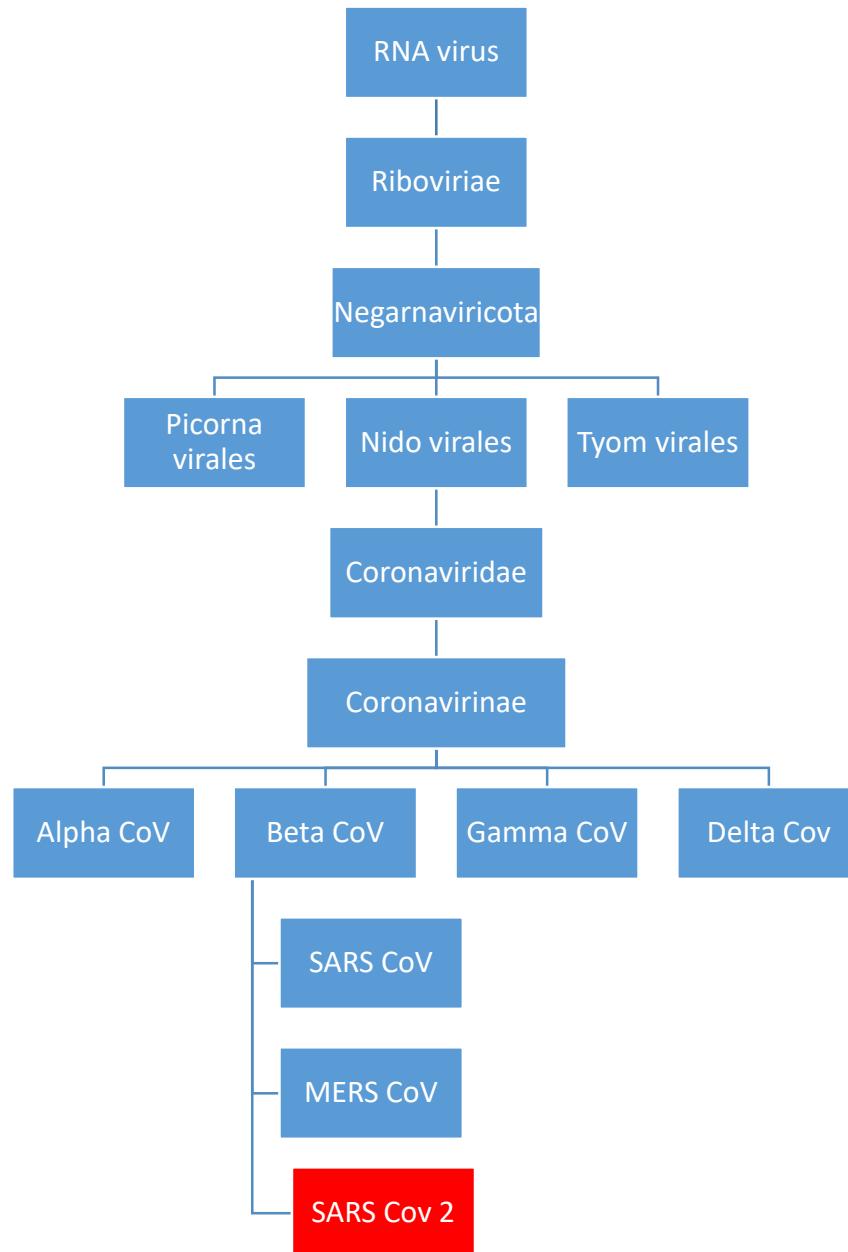 RNA virus
Riboviriae
Negarnaviricota
Picorna
virales
Nido virales
Tyom virales
Coronaviridae
Coronavirinae
Alpha CoV
Beta CoV
Gamma CoV
Delta Cov
SARS CoV
MERS CoV
SARS Cov 2